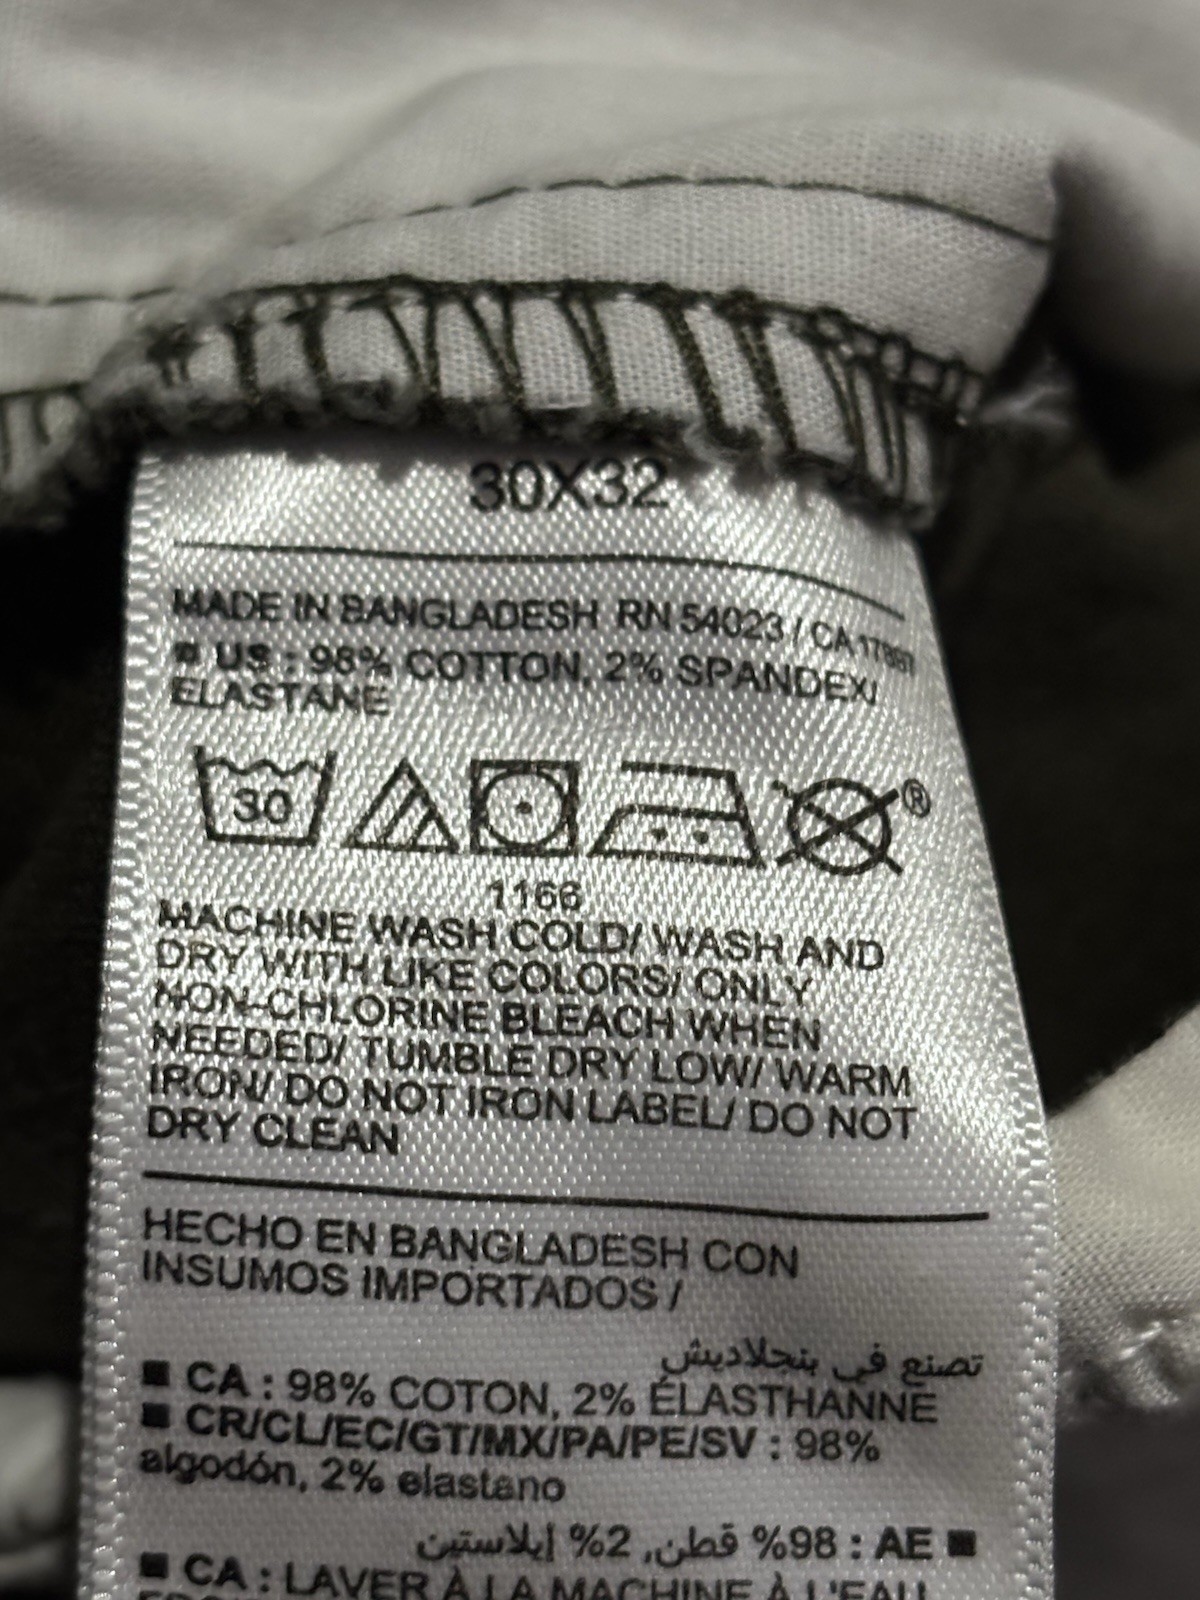 30X32
MADE IN BANGLADESH RN 54023 / CA 17897
■ US : 98% COTTON, 2% SPANDEX/
ELASTANE
30
®
1166
MACHINE WASH COLD/ WASH AND
DRY WITH LIKE COLORS/ ONLY
NON-CHLORINE BLEACH WHEN
NEEDED/ TUMBLE DRY LOW/ WARM
IRON/ DO NOT IRON LABEL/ DO NOT
DRY CLEAN
HECHO EN BANGLADESH CON
INSUMOS IMPORTADOS /
تصنع في بنجلاديش
■ CA : 98% COTON, 2% ÉLASTHANNE
■ CR/CL/EC/GT/MX/PA/PE/SV : 98%
algodón, 2% elastano
■ AE : 98% قطن, 2% إيلاستين
■ CA : LAVER À LA MACHINE À L'EAU